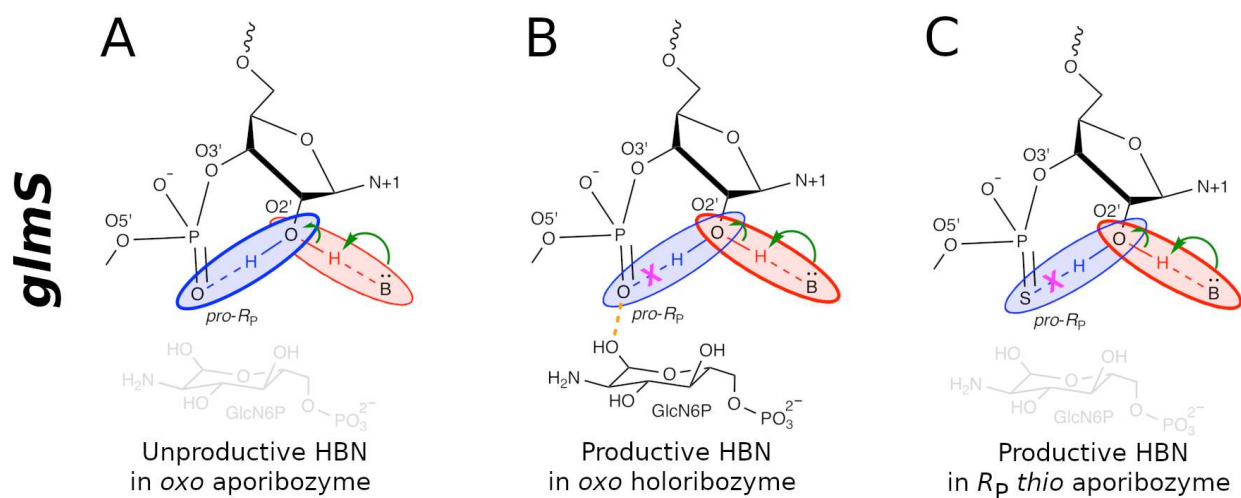 A
B
C
glmS
O
O
O
O3'
O
N+1
O⁻
O5'
O
P
O2'
O
H
H
O
B
pro-Rₚ
HO
OH
O
H₂N
HO
GlcN6P
O
PO₃²⁻
O
O
O3'
O
N+1
O⁻
O5'
O
P
O2'
O
X
H
H
O
B
pro-Rₚ
HO
OH
O
H₂N
HO
GlcN6P
O
PO₃²⁻
O
O
O3'
O
N+1
O⁻
O5'
O
P
O2'
O
X
H
H
S
B
pro-Rₚ
HO
OH
O
H₂N
HO
GlcN6P
O
PO₃²⁻
Unproductive HBN
in oxo aporibozyme
Productive HBN
in oxo holoribozyme
Productive HBN
in Rₚ thio aporibozyme